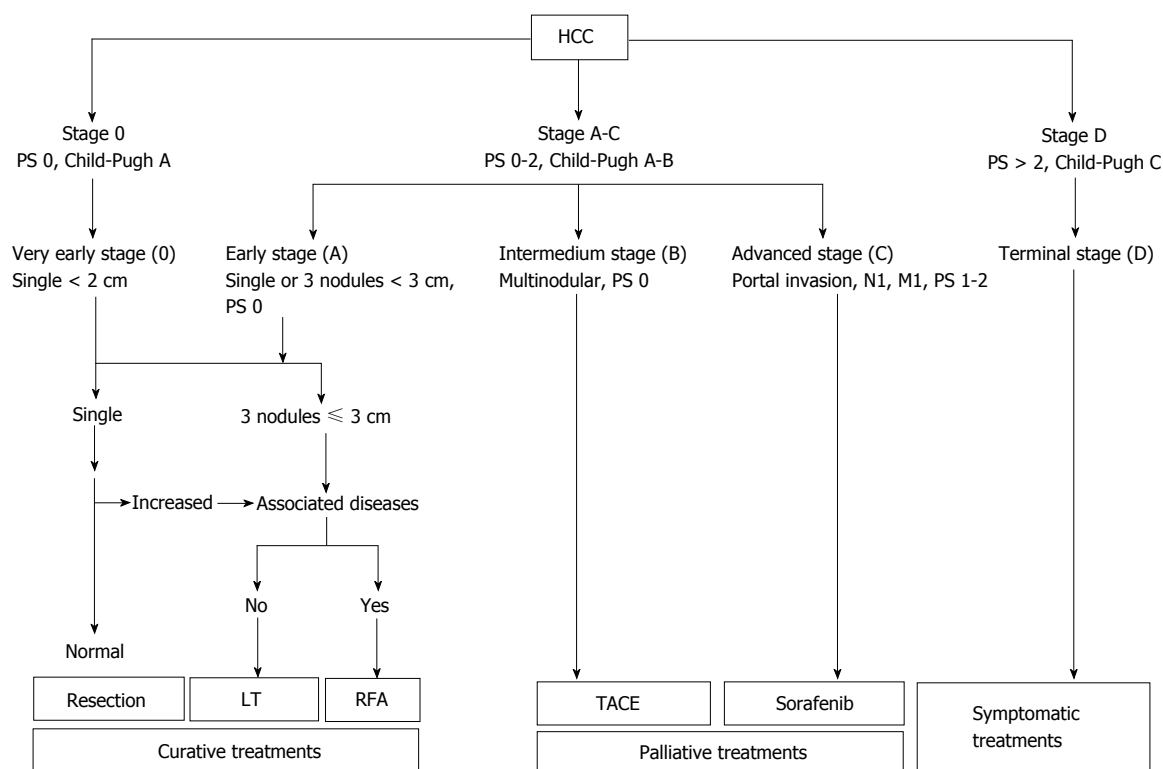 HCC
Stage 0
PS 0, Child-Pugh A
Stage A-C
PS 0-2, Child-Pugh A-B
Stage D
PS > 2, Child-Pugh C
Very early stage (0)
Single < 2 cm
Early stage (A)
Single or 3 nodules < 3 cm,
PS 0
Intermedium stage (B)
Multinodular, PS 0
Advanced stage (C)
Portal invasion, N1, M1, PS 1-2
Terminal stage (D)
Single
3 nodules ≤ 3 cm
Increased
Associated diseases
No
Yes
Normal
Resection
LT
RFA
TACE
Sorafenib
Symptomatic
treatments
Curative treatments
Palliative treatments